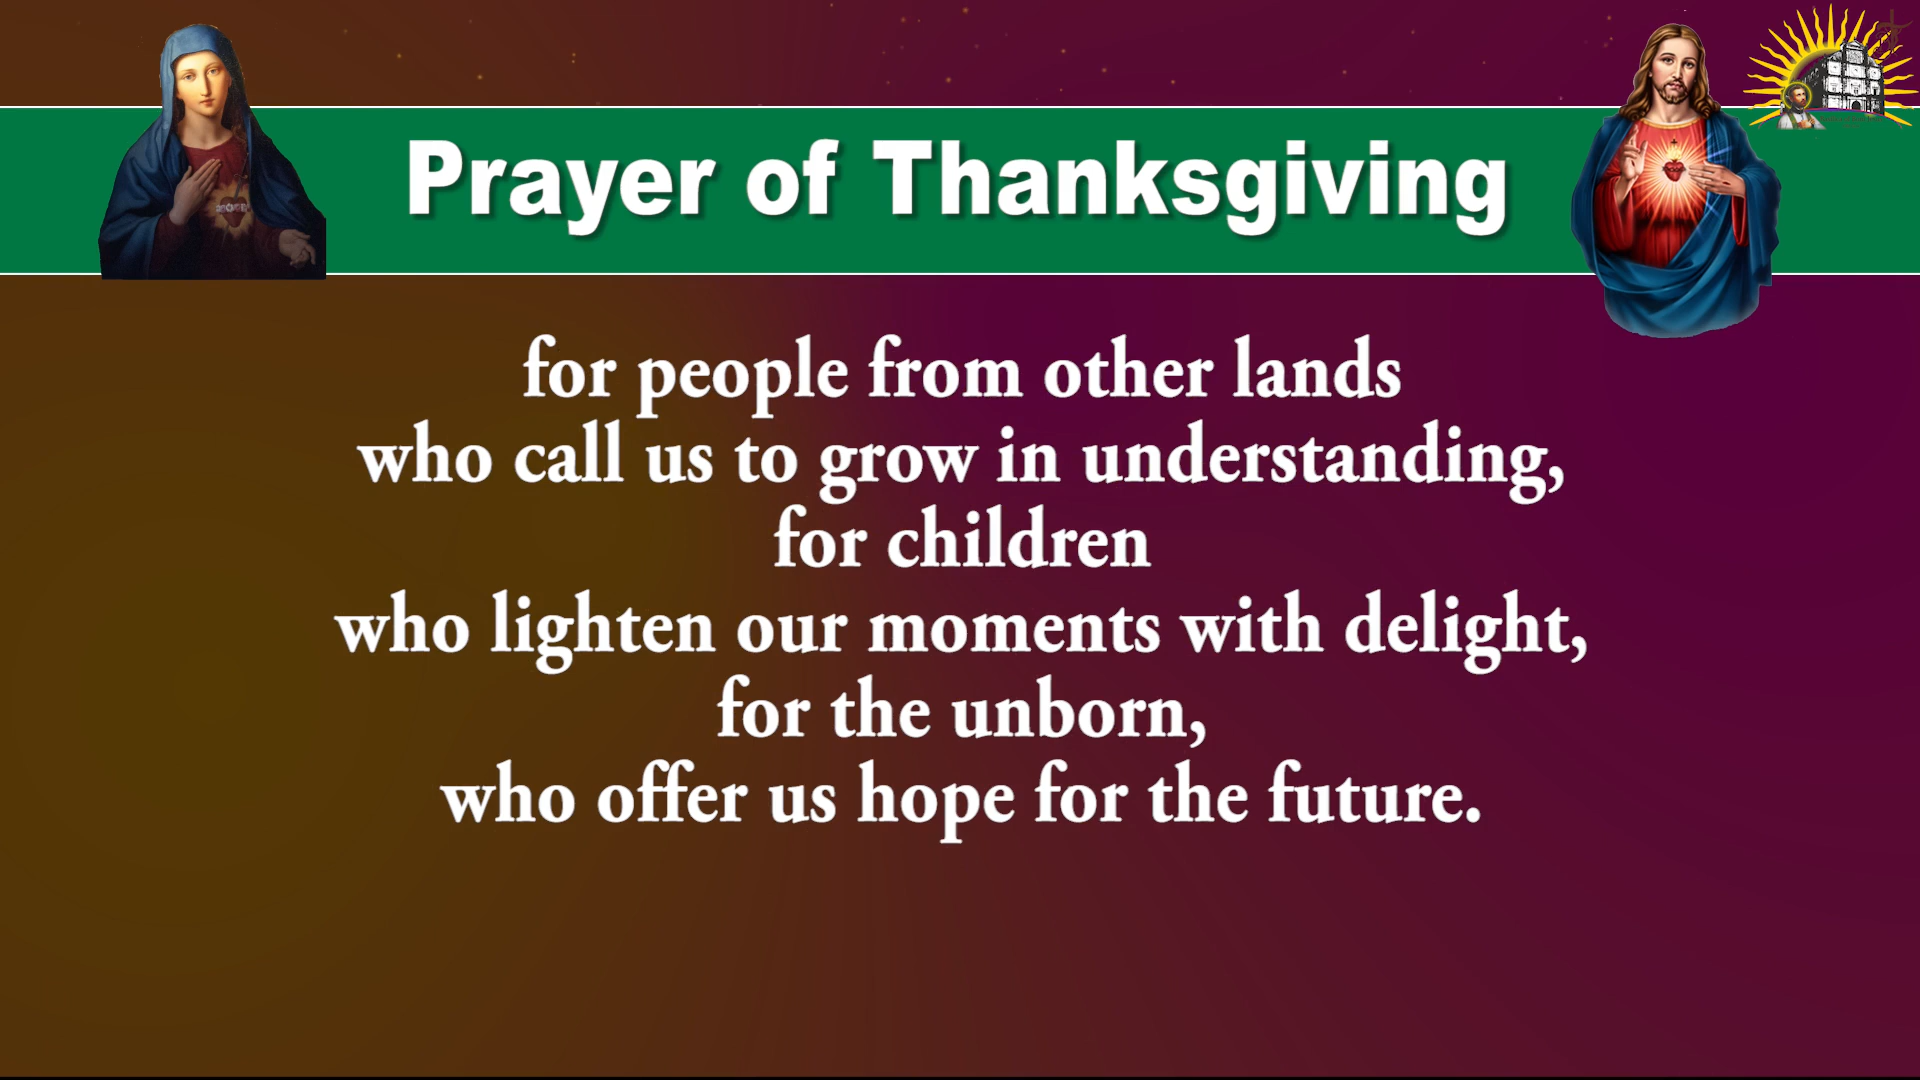 Prayer of Thanksgiving
for people from other lands
who call us to grow in understanding,
for children
who lighten our moments with delight,
for the unborn,
who offer us hope for the future.